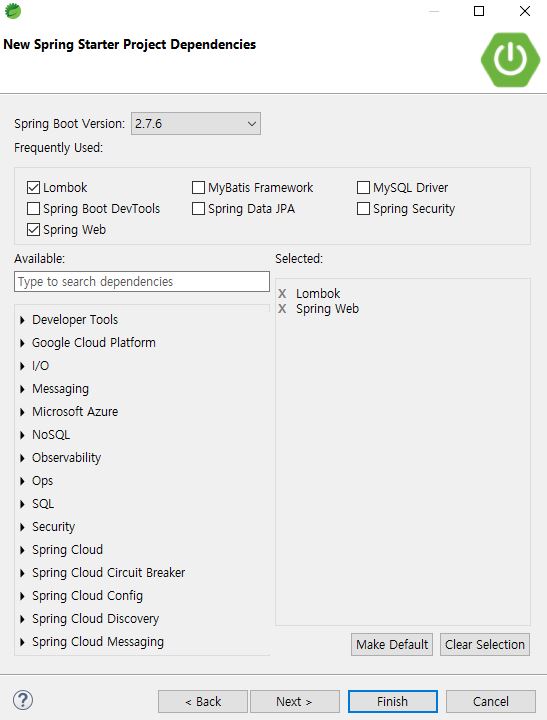 New Spring Starter Project Dependencies
Spring Boot Version: 2.7.6
Frequently Used:
Lombok MyBatis Framework MySQL Driver
Spring Boot DevTools Spring Data JPA Spring Security
Spring Web
Available: Selected:
Type to search dependencies
X Lombok
X Spring Web
Developer Tools
Google Cloud Platform
I/O
Messaging
Microsoft Azure
NoSQL
Observability
Ops
SQL
Security
Spring Cloud
Spring Cloud Circuit Breaker
Spring Cloud Config
Spring Cloud Discovery
Spring Cloud Messaging
Make Default Clear Selection
? < Back Next > Finish Cancel